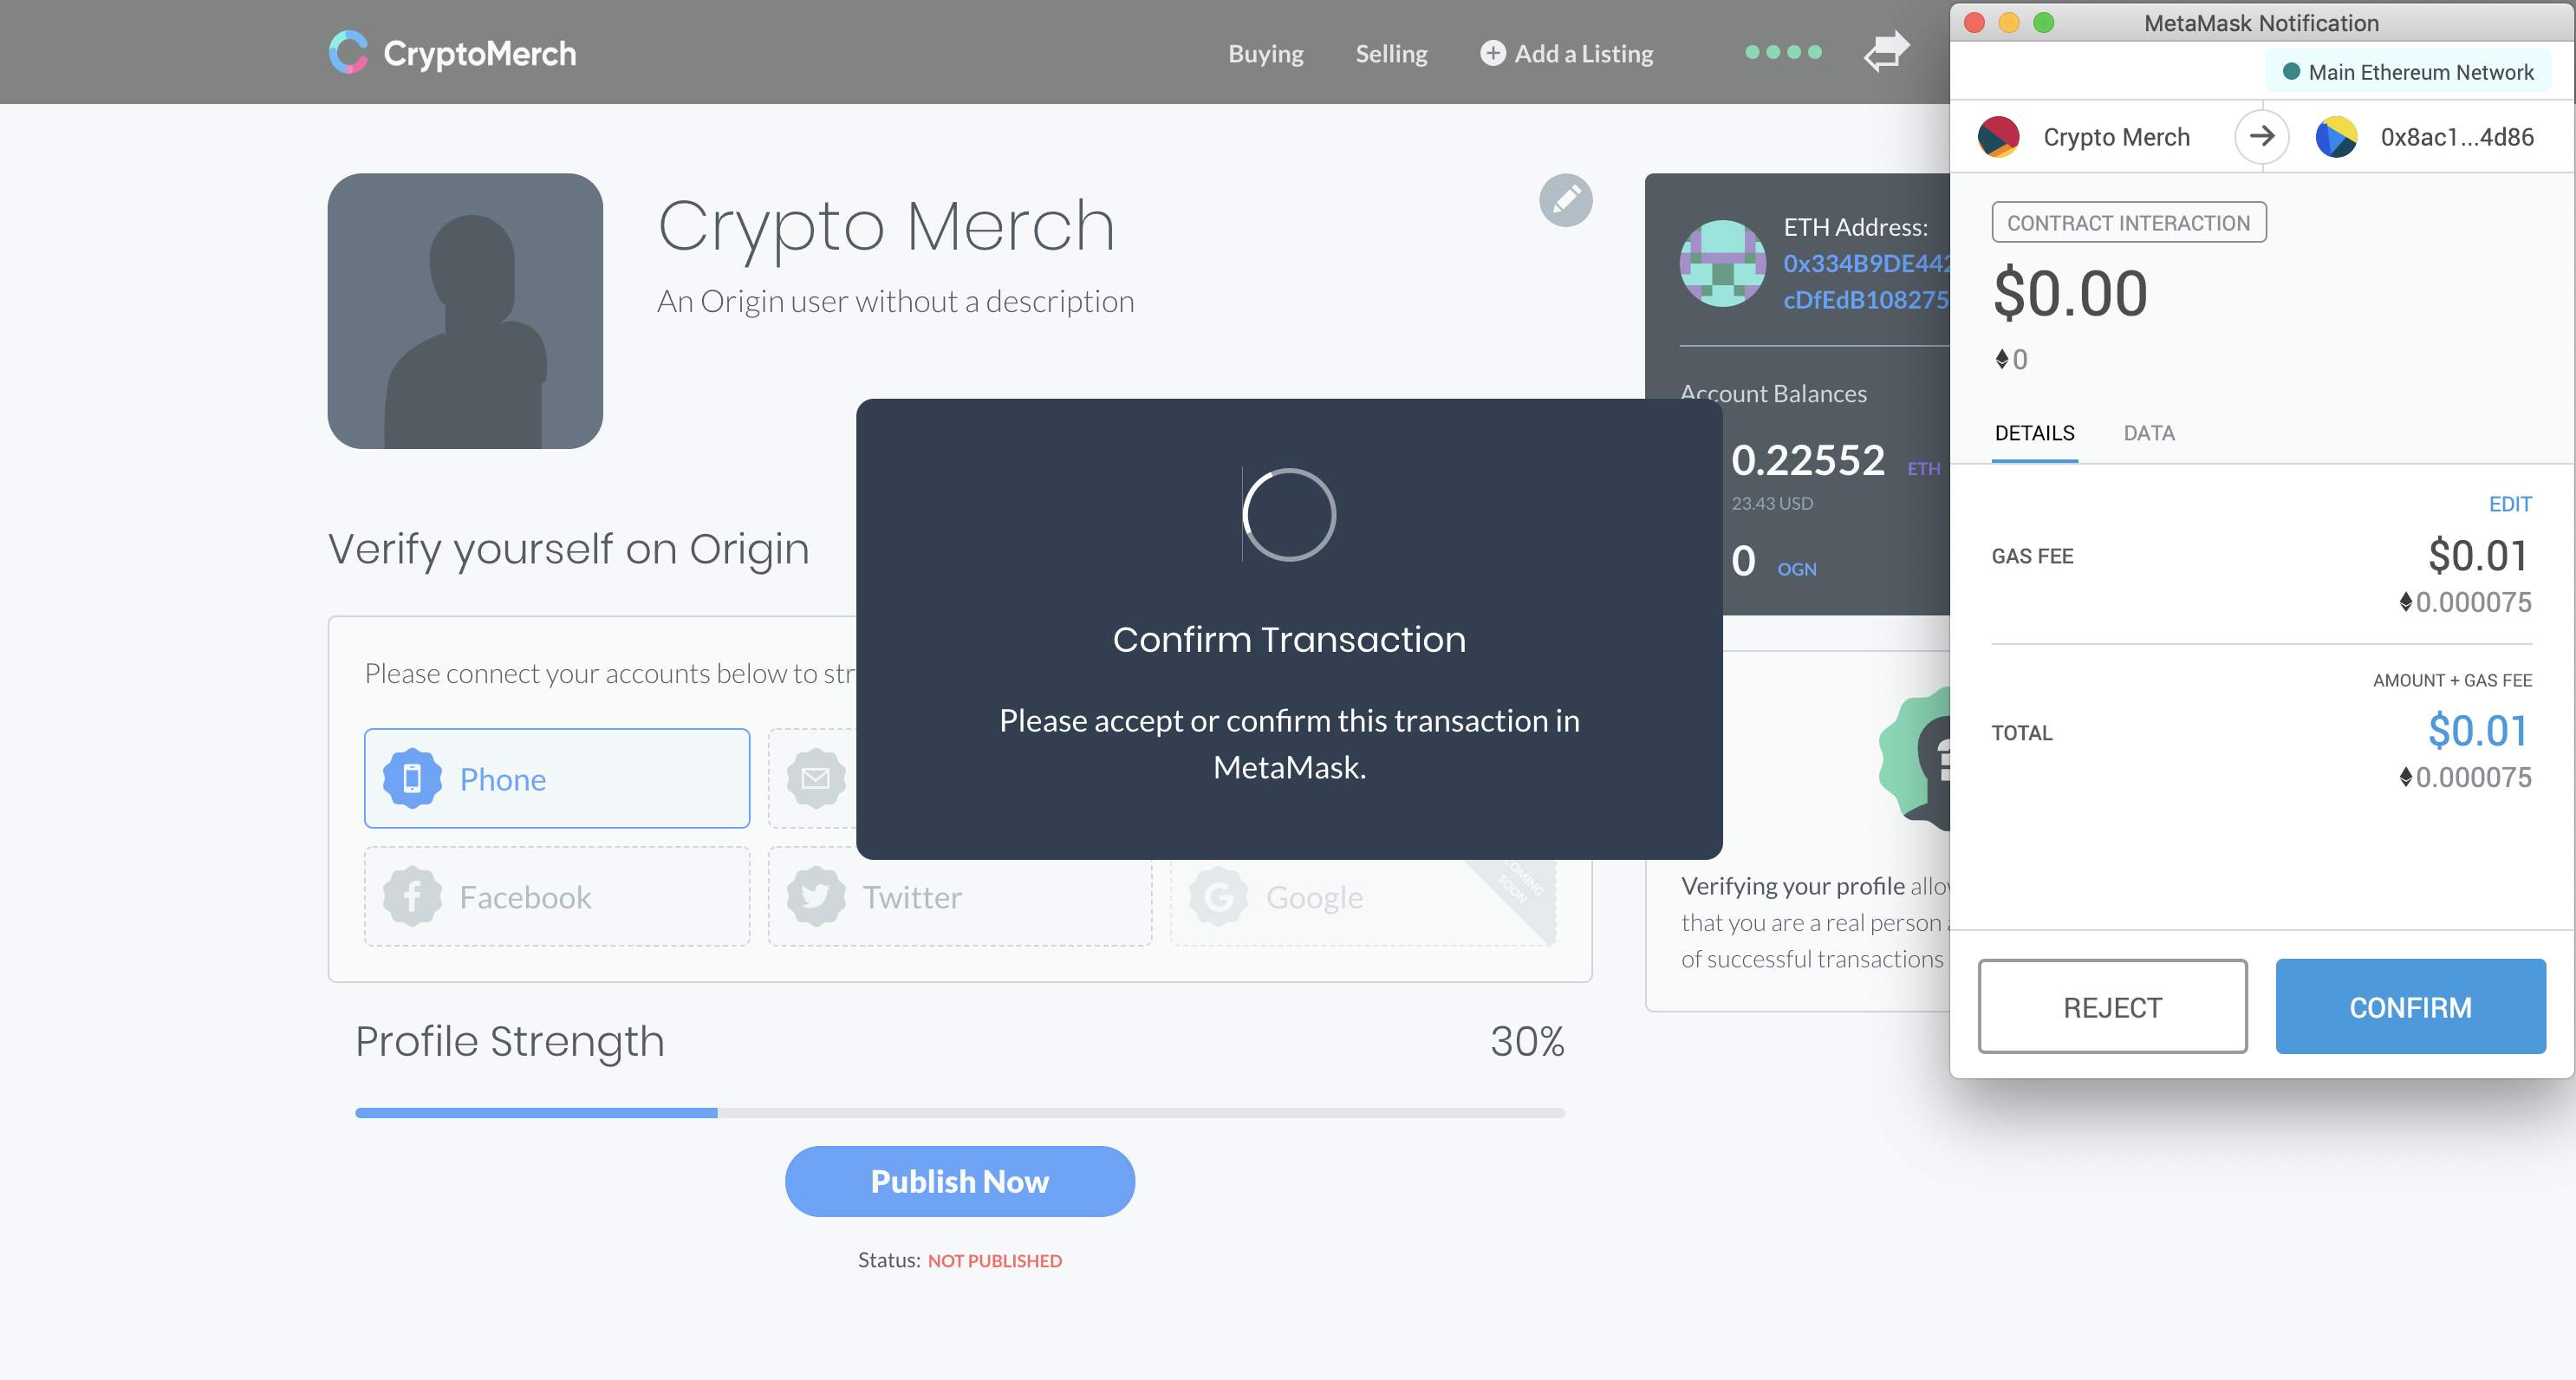 CryptoMerch
Buying
Selling
Add a Listing
Crypto Merch
An Origin user without a description
ETH Address:
0x334B9DE442
cDfEdB108275
Account Balances
0.22552 ETH
23.43 USD
0 OGN
Verify yourself on Origin
Please connect your accounts below to str
Phone
Facebook
Twitter
Google
COMING
SOON
Confirm Transaction
Please accept or confirm this transaction in
MetaMask.
Verifying your profile
that you are a real person
of successful transactions
Profile Strength
30%
Publish Now
Status: NOT PUBLISHED
MetaMask Notification
Main Ethereum Network
Crypto Merch
0x8ac1...4d86
CONTRACT INTERACTION
$0.00
0
DETAILS
DATA
EDIT
GAS FEE
$0.01
0.000075
AMOUNT + GAS FEE
TOTAL
$0.01
0.000075
REJECT
CONFIRM